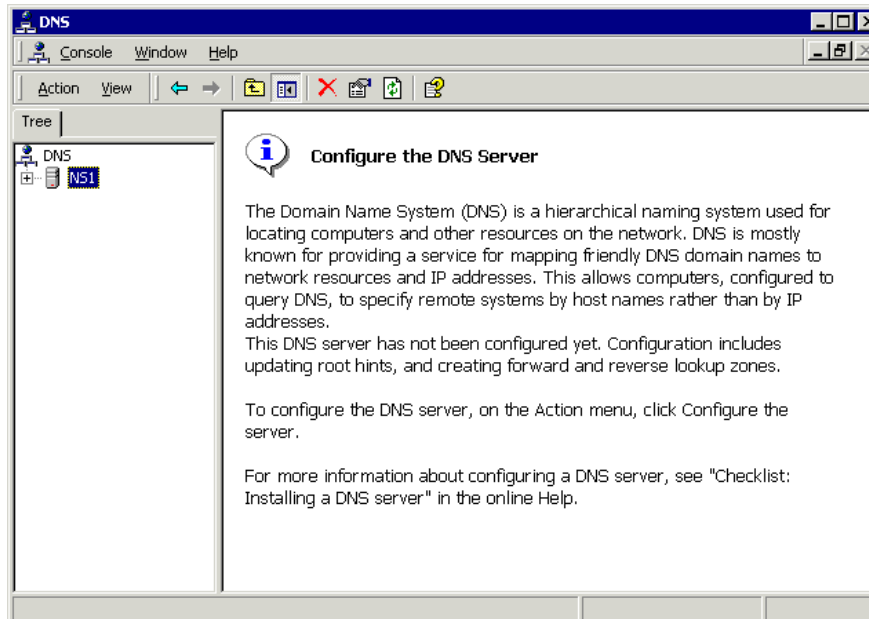 DNS
Console Window Help
Action View
Tree
DNS
NS1
Configure the DNS Server
The Domain Name System (DNS) is a hierarchical naming system used for
locating computers and other resources on the network. DNS is mostly
known for providing a service for mapping friendly DNS domain names to
network resources and IP addresses. This allows computers, configured to
query DNS, to specify remote systems by host names rather than by IP
addresses.
This DNS server has not been configured yet. Configuration includes
updating root hints, and creating forward and reverse lookup zones.
To configure the DNS server, on the Action menu, click Configure the
server.
For more information about configuring a DNS server, see "Checklist:
Installing a DNS server" in the online Help.